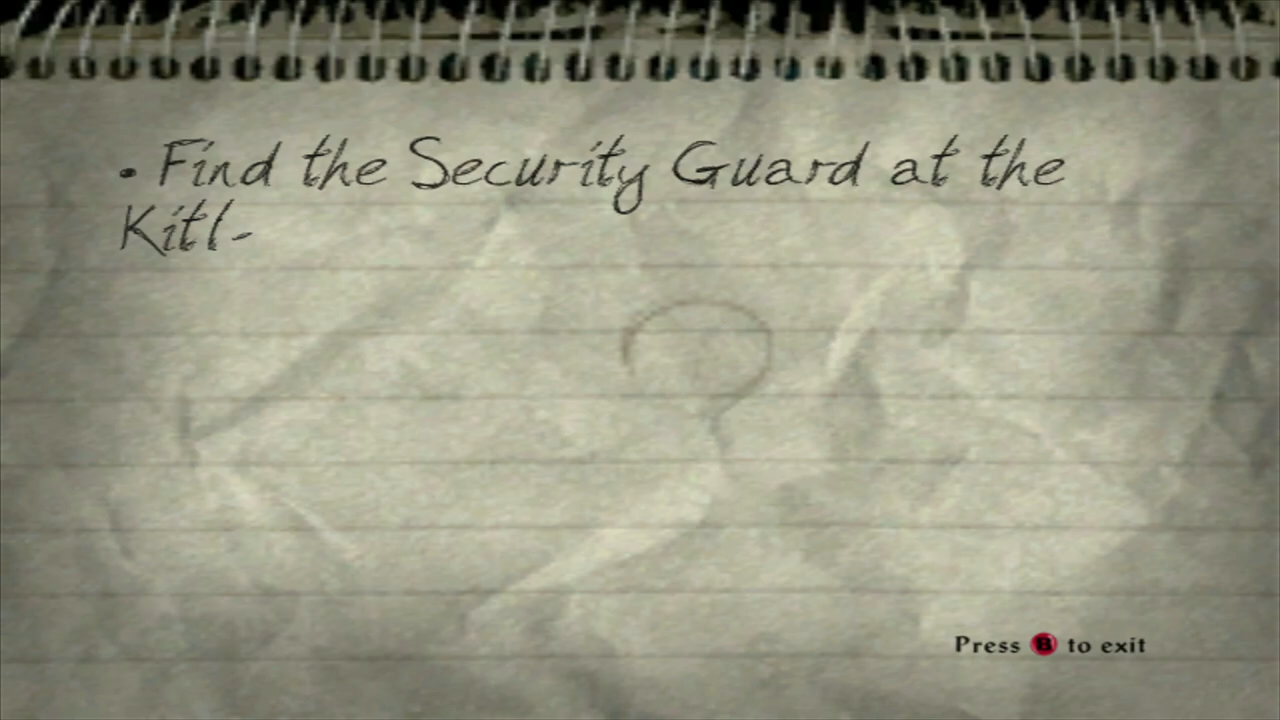 • Find the Security Guard at the
Kitl-
Press B to exit